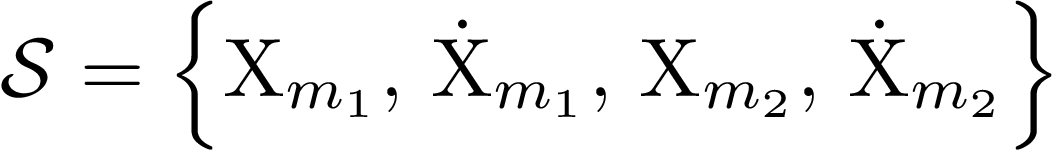 𝒮 = {X_{m_1}, Ẋ_{m_1}, X_{m_2}, Ẋ_{m_2}}